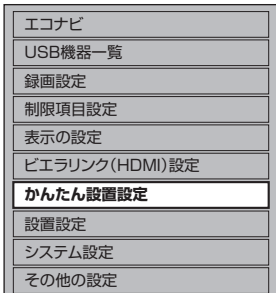 エコナビ
USB機器一覧
録画設定
制限項目設定
表示の設定
ビエラリンク(HDMI)設定
かんたん設置設定
設置設定
システム設定
その他の設定